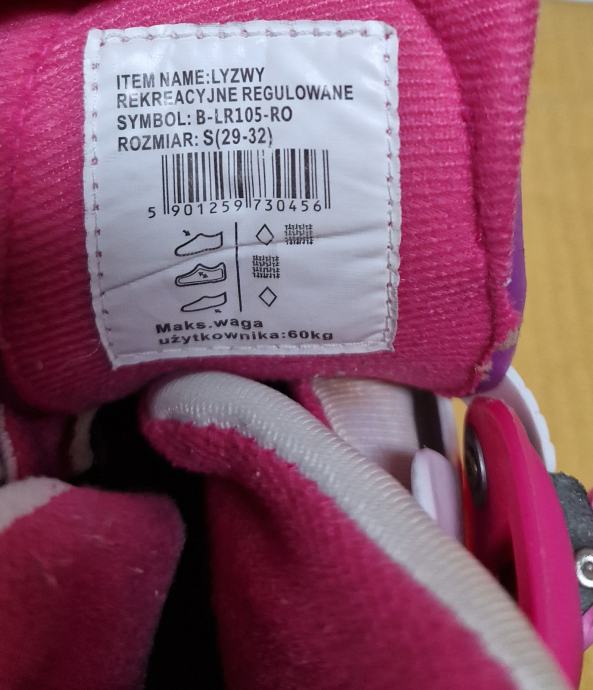 ITEM NAME:LYZWY
REKREACYJNE REGULOWANE
SYMBOL: B-LR105-RO
ROZMIAR: S(29-32)
5 901259 730456
Maks.waga
użytkownika:60kg